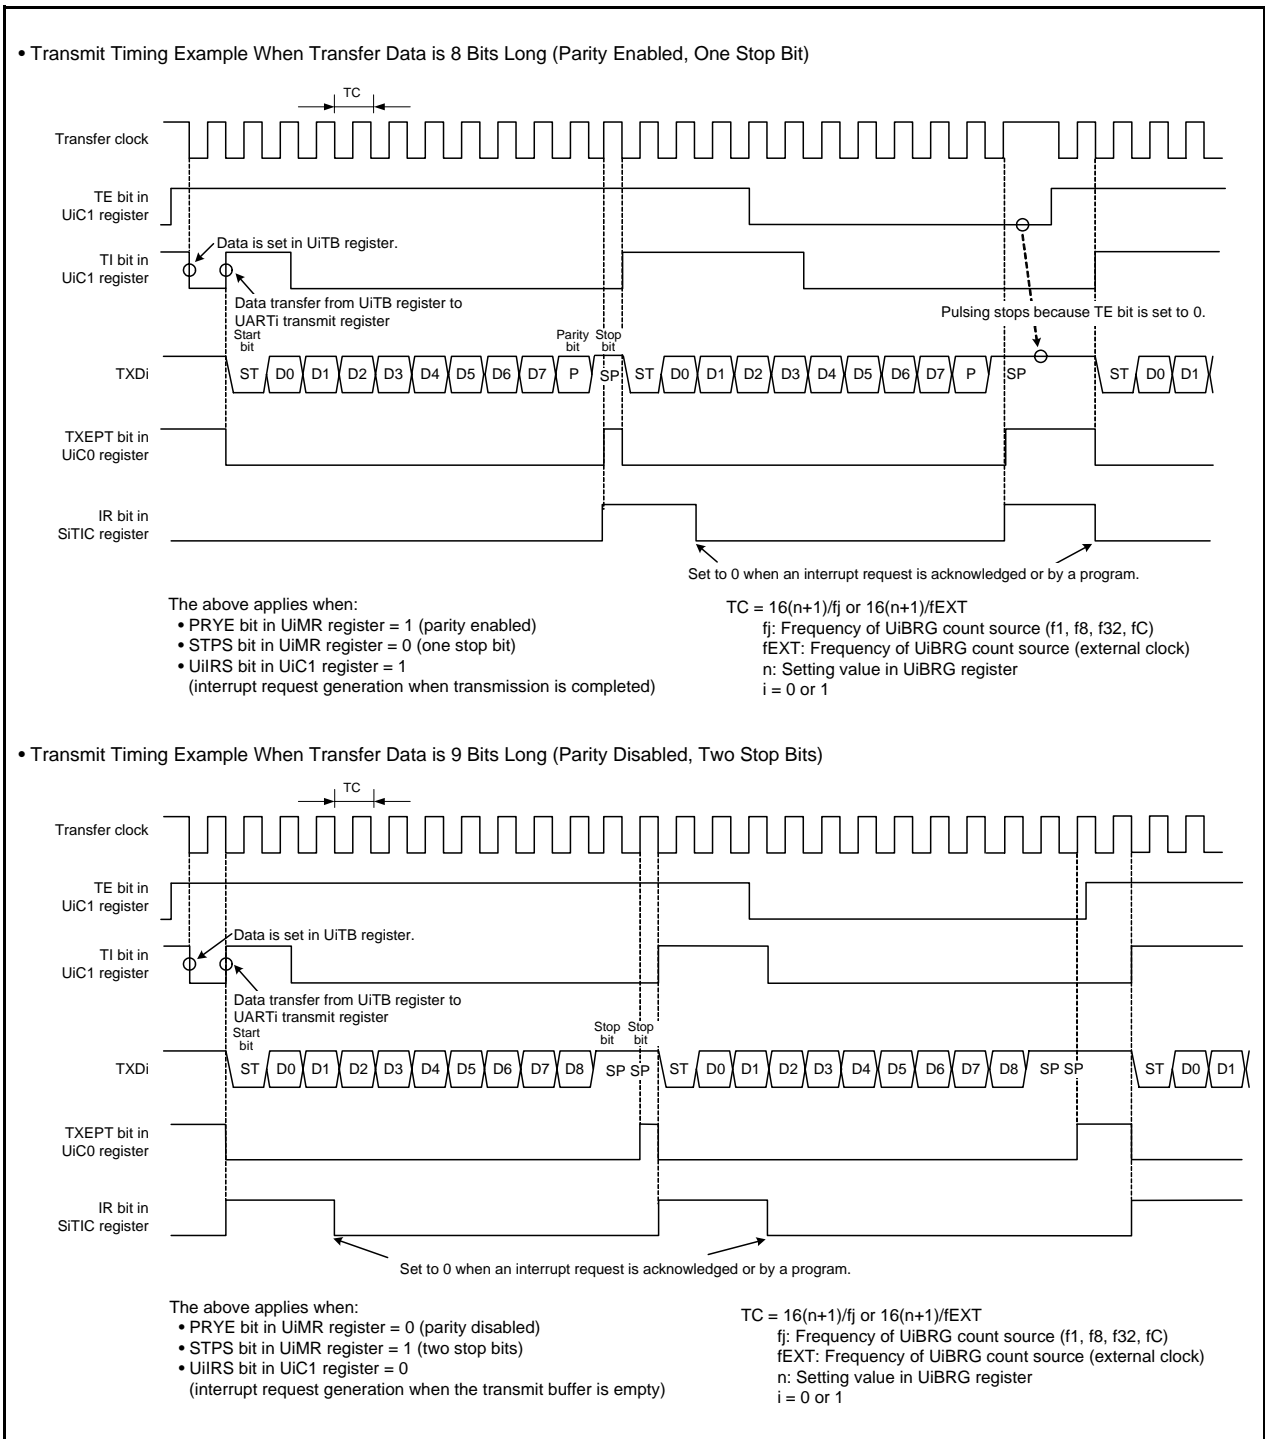 • Transmit Timing Example When Transfer Data is 8 Bits Long (Parity Enabled, One Stop Bit)
TC
Transfer clock
TE bit in
UiC1 register
Data is set in UiTB register.
TI bit in
UiC1 register
Data transfer from UiTB register to
UARTi transmit register
Pulsing stops because TE bit is set to 0.
Start
bit
Parity
bit
Stop
bit
TXDi
ST D0 D1 D2 D3 D4 D5 D6 D7 P SP ST D0 D1 D2 D3 D4 D5 D6 D7 P SP ST D0 D1
TXEPT bit in
UiC0 register
IR bit in
SiTIC register
Set to 0 when an interrupt request is acknowledged or by a program.
The above applies when:
• PRYE bit in UiMR register = 1 (parity enabled)
• STPS bit in UiMR register = 0 (one stop bit)
• UiIRS bit in UiC1 register = 1
(interrupt request generation when transmission is completed)
TC = 16(n+1)/fj or 16(n+1)/fEXT
fj: Frequency of UiBRG count source (f1, f8, f32, fC)
fEXT: Frequency of UiBRG count source (external clock)
n: Setting value in UiBRG register
i = 0 or 1
• Transmit Timing Example When Transfer Data is 9 Bits Long (Parity Disabled, Two Stop Bits)
TC
Transfer clock
TE bit in
UiC1 register
Data is set in UiTB register.
TI bit in
UiC1 register
Data transfer from UiTB register to
UARTi transmit register
Start
bit
Stop
bit
Stop
bit
TXDi
ST D0 D1 D2 D3 D4 D5 D6 D7 D8 SP SP ST D0 D1 D2 D3 D4 D5 D6 D7 D8 SP SP ST D0 D1
TXEPT bit in
UiC0 register
IR bit in
SiTIC register
Set to 0 when an interrupt request is acknowledged or by a program.
The above applies when:
• PRYE bit in UiMR register = 0 (parity disabled)
• STPS bit in UiMR register = 1 (two stop bits)
• UiIRS bit in UiC1 register = 0
(interrupt request generation when the transmit buffer is empty)
TC = 16(n+1)/fj or 16(n+1)/fEXT
fj: Frequency of UiBRG count source (f1, f8, f32, fC)
fEXT: Frequency of UiBRG count source (external clock)
n: Setting value in UiBRG register
i = 0 or 1